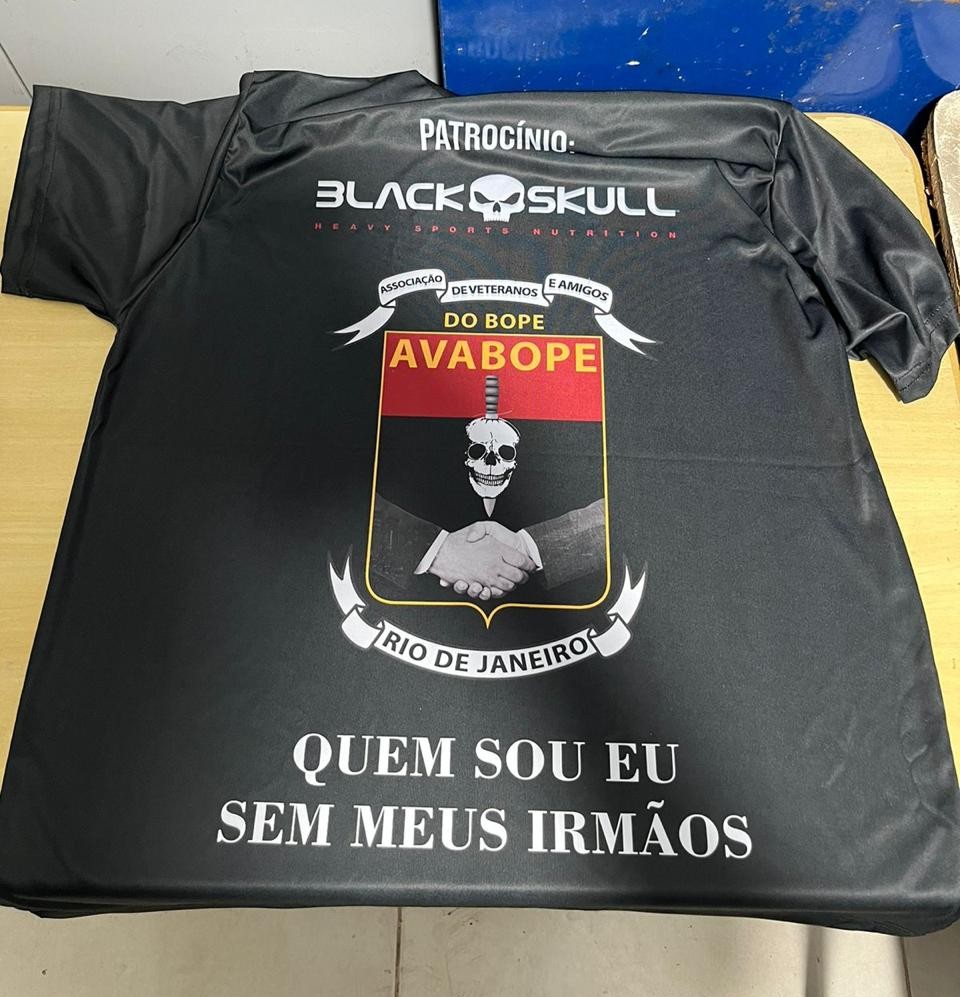 PATROCÍNIO:
BLACK SKULL
HEAVY SPORTS NUTRITION
ASSOCIAÇÃO DE VETERANOS E AMIGOS
DO BOPE
AVABOPE
RIO DE JANEIRO
QUEM SOU EU
SEM MEUS IRMÃOS